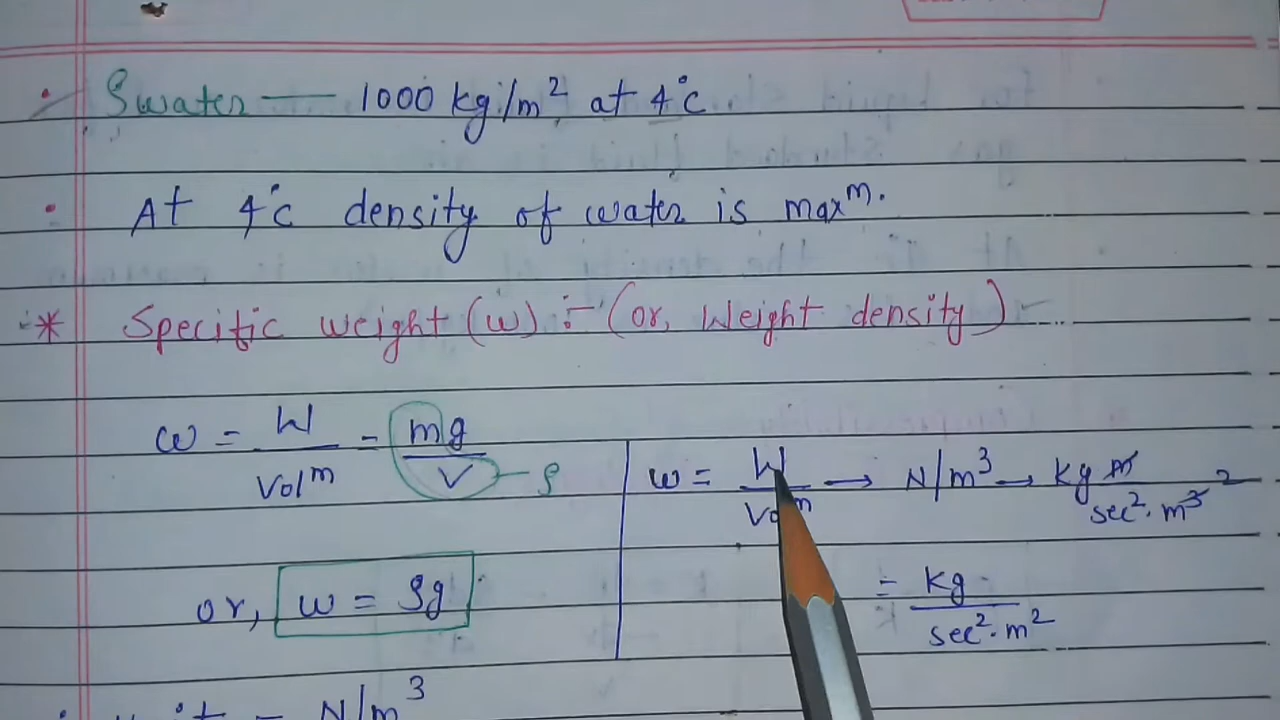 • ρwater — 1000 kg/m² at 4°c.
• At 4°c density of water is maxᵐ.
* Specific weight (w) :- (or, Weight density)
w = W/Volᵐ = mg/V — ρ
or, w = ρg
w = W/Volᵐ → N/m³ → kg m/sec². m³ 2
= kg/sec². m²
N/m³